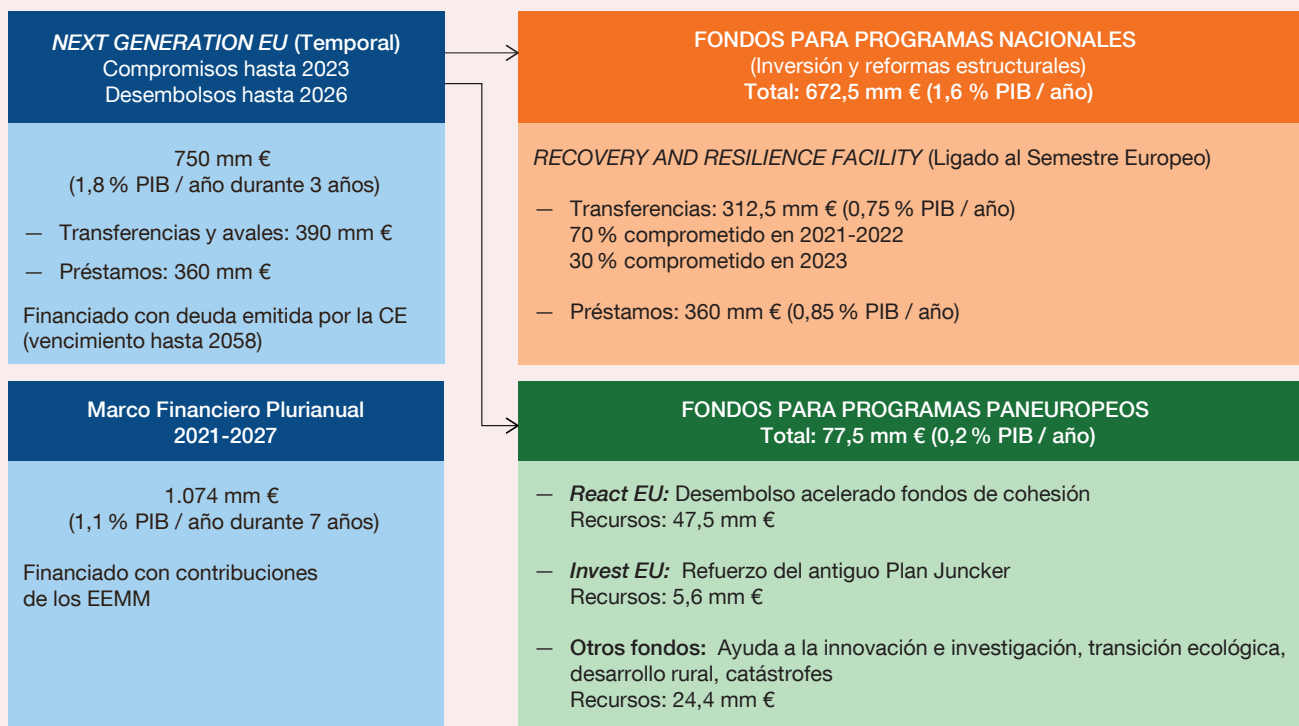 NEXT GENERATION EU (Temporal)
Compromisos hasta 2023
Desembolsos hasta 2026
750 mm €
(1,8 % PIB / año durante 3 años)
— Transferencias y avales: 390 mm €
— Préstamos: 360 mm €
Financiado con deuda emitida por la CE
(vencimiento hasta 2058)
Marco Financiero Plurianual
2021-2027
1.074 mm €
(1,1 % PIB / año durante 7 años)
Financiado con contribuciones
de los EEMM
FONDOS PARA PROGRAMAS NACIONALES
(Inversión y reformas estructurales)
Total: 672,5 mm € (1,6 % PIB / año)
RECOVERY AND RESILIENCE FACILITY (Ligado al Semestre Europeo)
— Transferencias: 312,5 mm € (0,75 % PIB / año)
70 % comprometido en 2021-2022
30 % comprometido en 2023
— Préstamos: 360 mm € (0,85 % PIB / año)
FONDOS PARA PROGRAMAS PANEUROPEOS
Total: 77,5 mm € (0,2 % PIB / año)
— React EU: Desembolso acelerado fondos de cohesión
Recursos: 47,5 mm €
— Invest EU: Refuerzo del antiguo Plan Juncker
Recursos: 5,6 mm €
— Otros fondos: Ayuda a la innovación e investigación, transición ecológica,
desarrollo rural, catástrofes
Recursos: 24,4 mm €